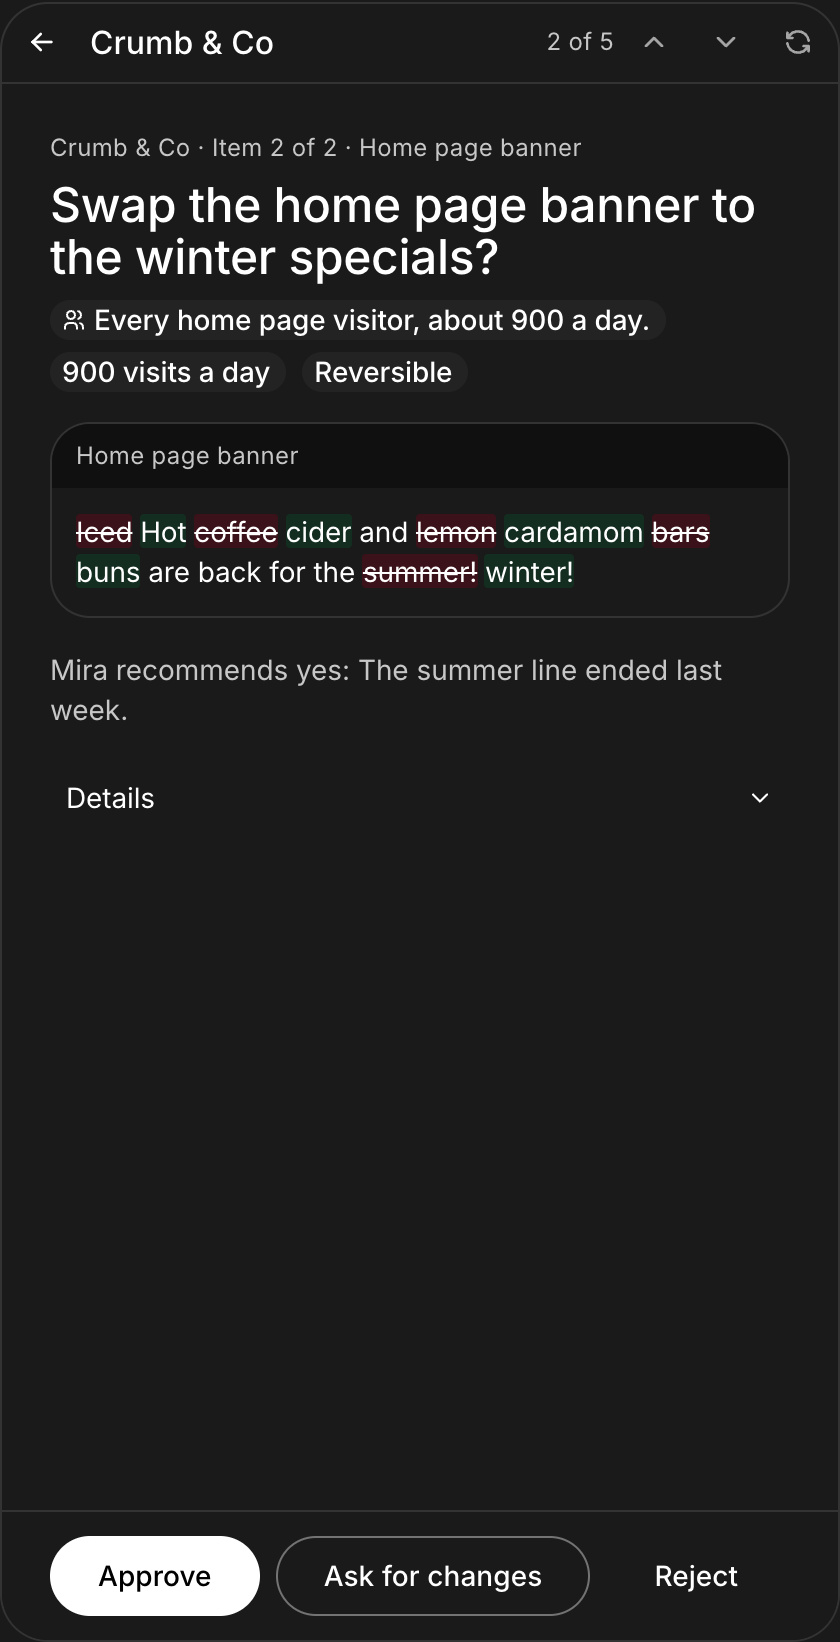 Crumb & Co
2 of 5
Crumb & Co · Item 2 of 2 · Home page banner
Swap the home page banner to
the winter specials?
Every home page visitor, about 900 a day.
900 visits a day
Reversible
Home page banner
Iced Hot coffee cider and lemon cardamom bars
buns are back for the summer! winter!
Mira recommends yes: The summer line ended last
week.
Details
Approve
Ask for changes
Reject